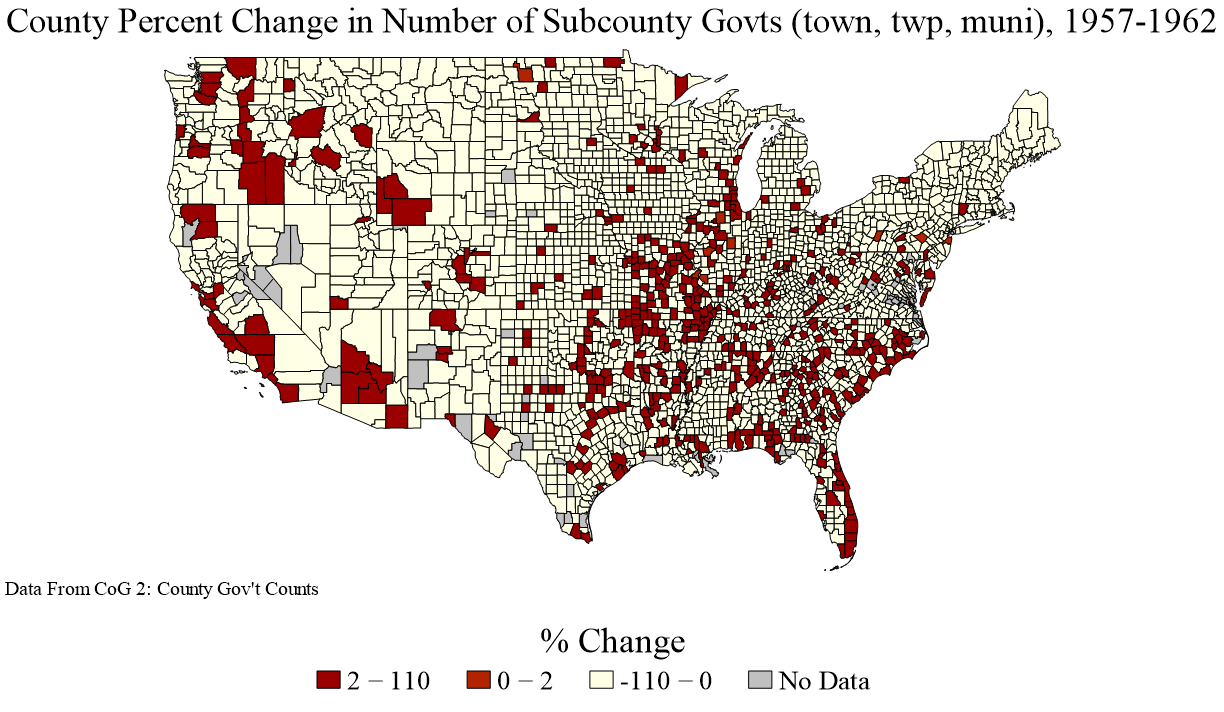 County Percent Change in Number of Subcounty Govts (town, twp, muni), 1957-1962
Data From CoG 2: County Gov't Counts
% Change
2 − 110 0 − 2 -110 − 0 No Data